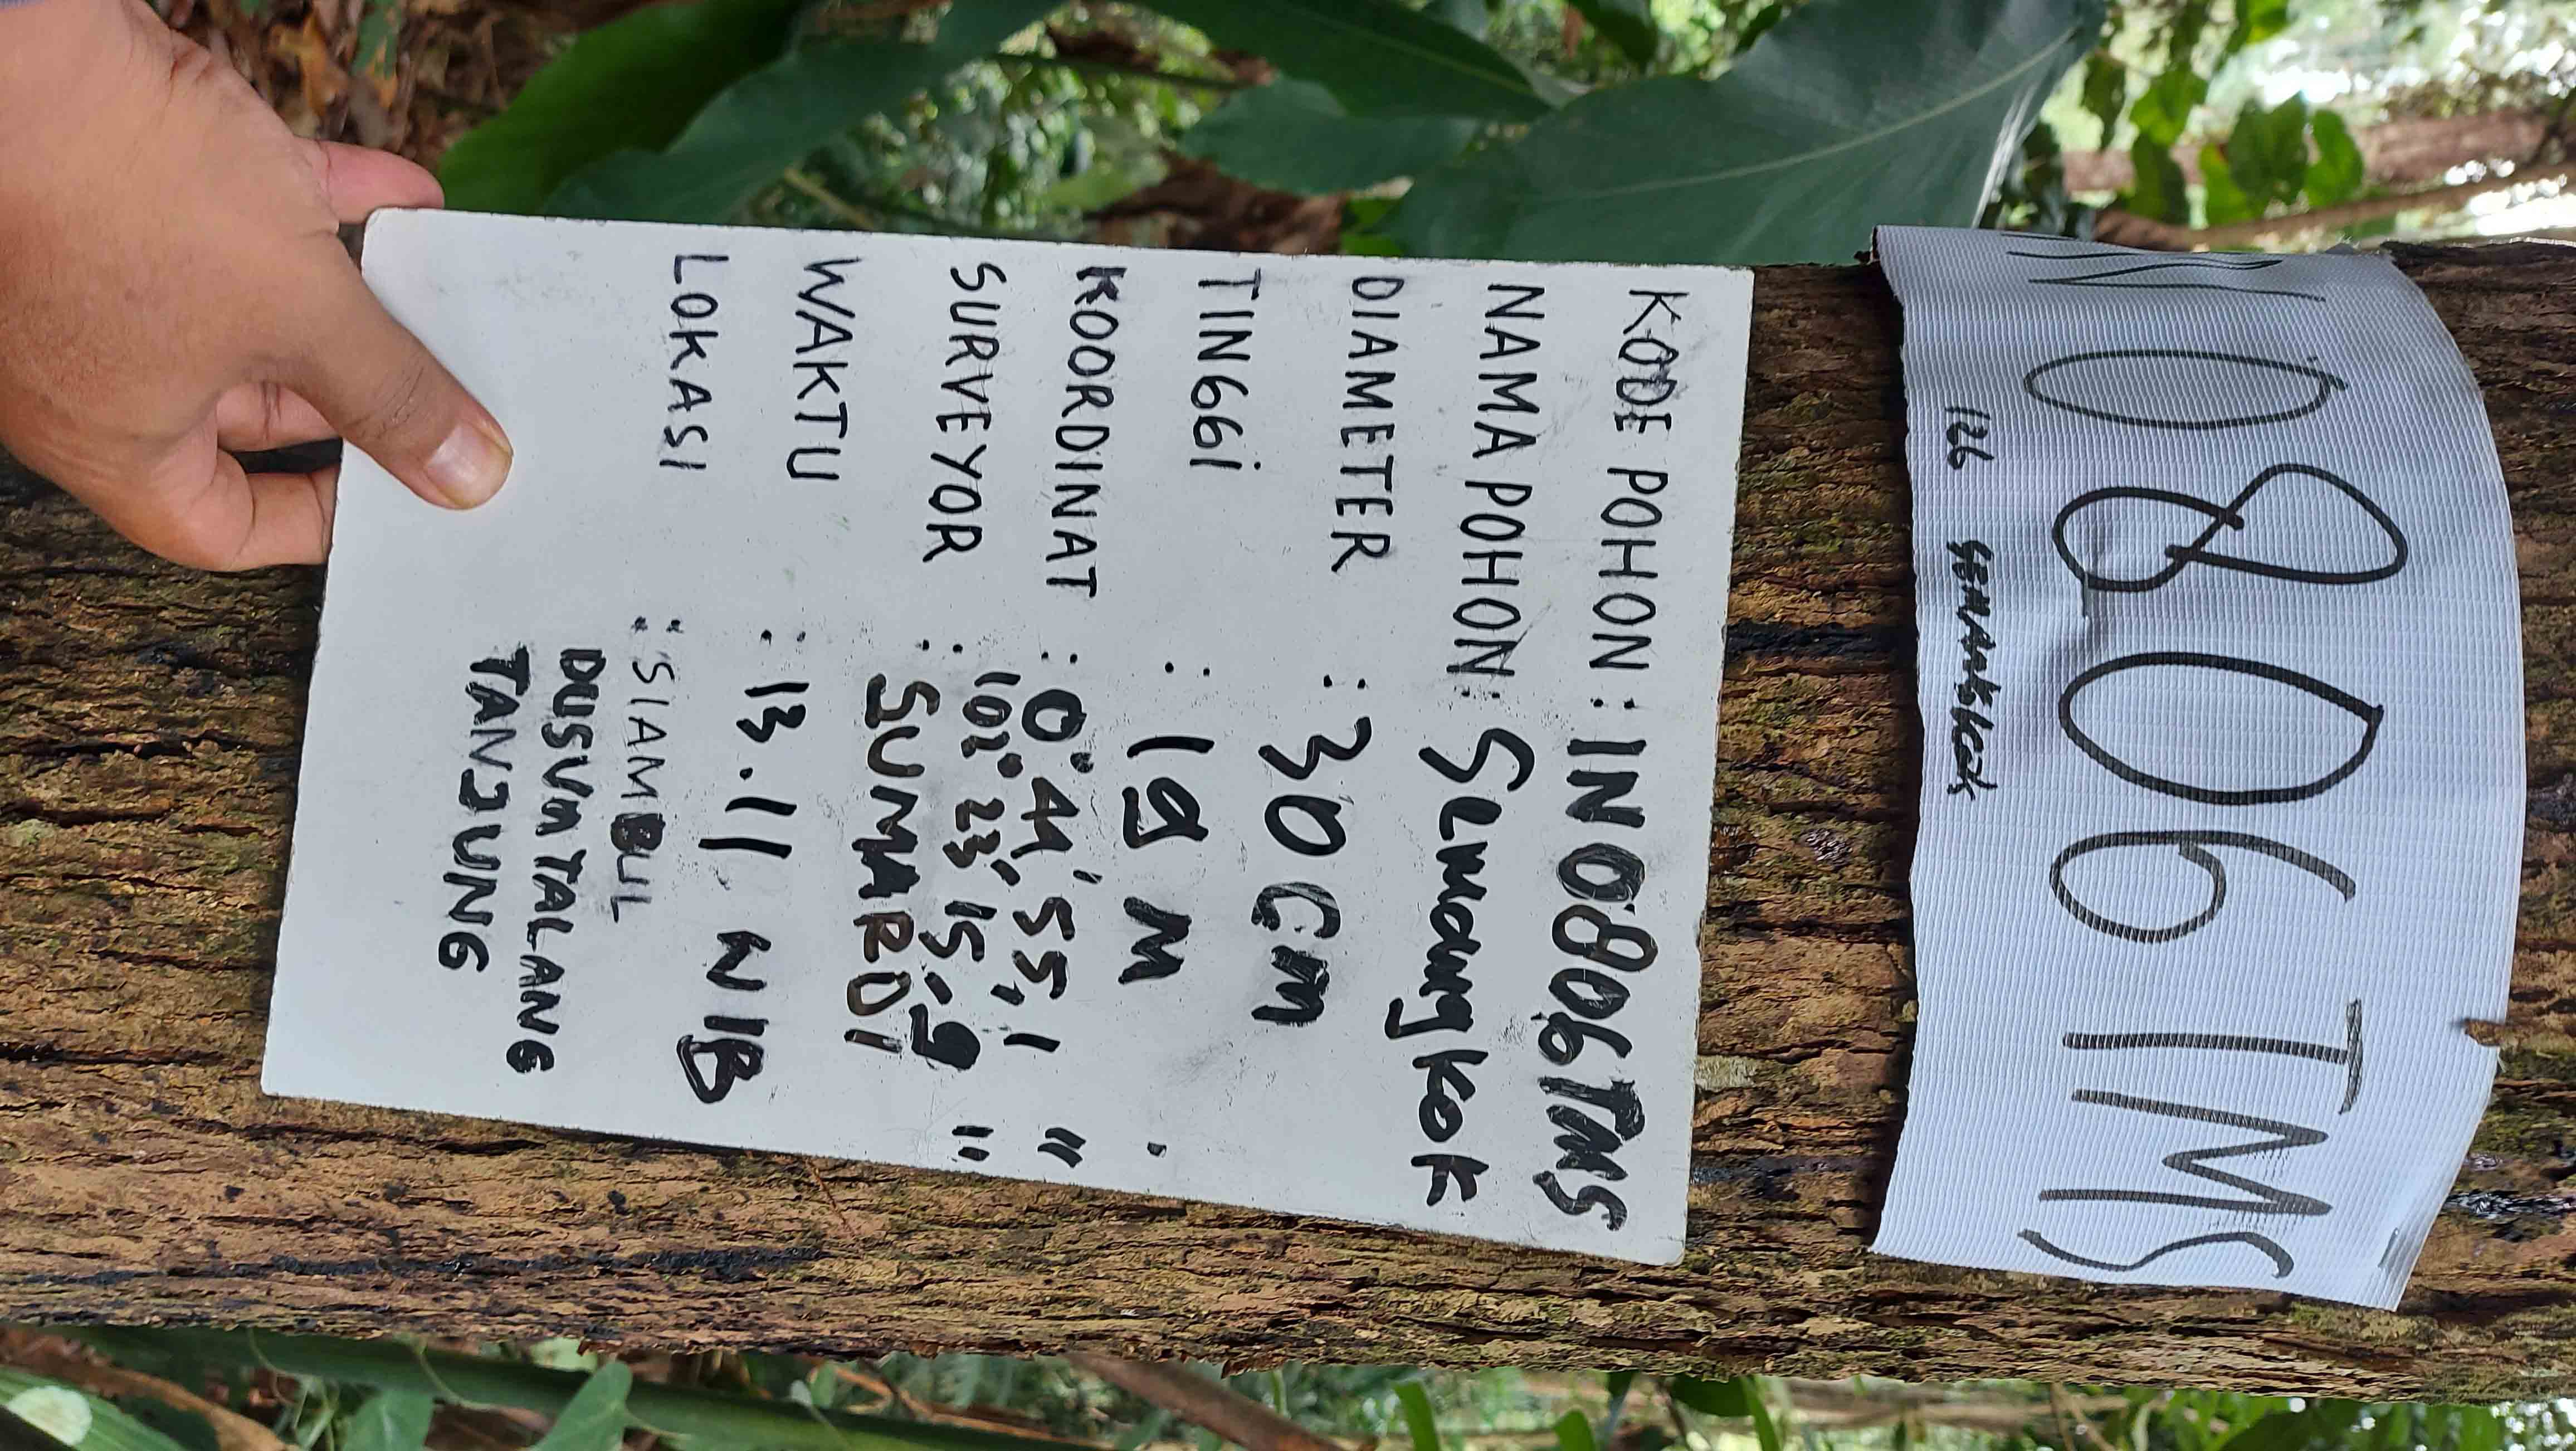 N0806TMS
126 SEMANGKOK
KODE POHON : IN0806TMS
NAMA POHON : Semangkok
DIAMETER : 30 cm
TINGGi : 19 M
KOORDINAT : 0° 44' 55,1 "
102° 23' 15,9 "
SURVEYOR : SUMARDI
WAKTU : 13.11 WIB
LOKASI : SIAMBUL
DUSUn TALANG
TANJUNG